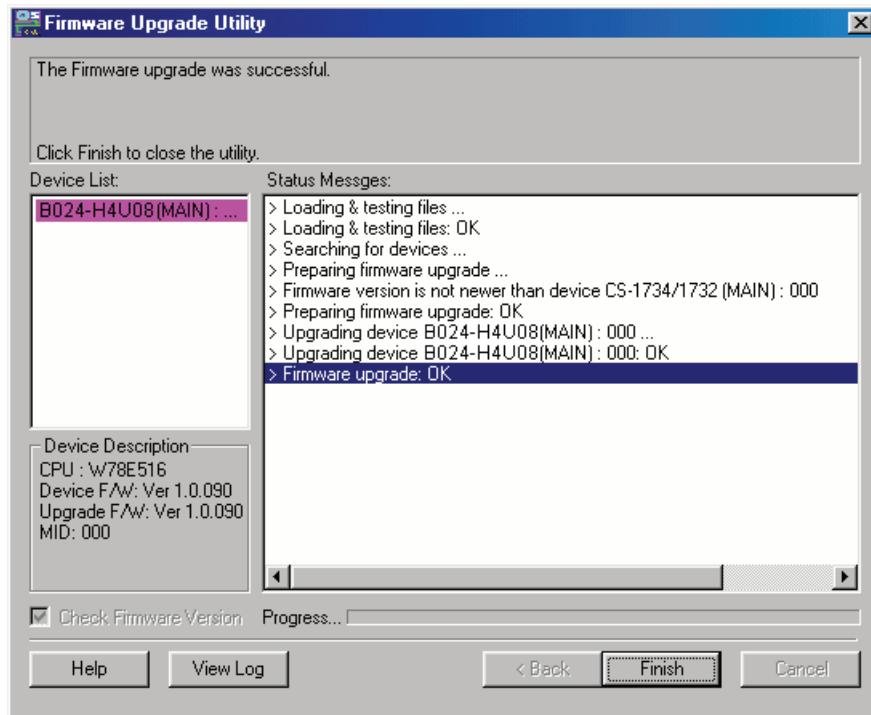 Firmware Upgrade Utility
The Firmware upgrade was successful.
Click Finish to close the utility.
Device List:
B024-H4U08(MAIN) : ...
Status Messges:
> Loading & testing files ...
> Loading & testing files: OK
> Searching for devices ...
> Preparing firmware upgrade ...
> Firmware version is not newer than device CS-1734/1732 (MAIN) : 000
> Preparing firmware upgrade: OK
> Upgrading device B024-H4U08(MAIN) : 000 ...
> Upgrading device B024-H4U08(MAIN) : 000: OK
> Firmware upgrade: OK
Device Description
CPU : W78E516
Device F/W: Ver 1.0.090
Upgrade F/W: Ver 1.0.090
MID: 000
Check Firmware Version
Progress...
Help
View Log
< Back
Finish
Cancel